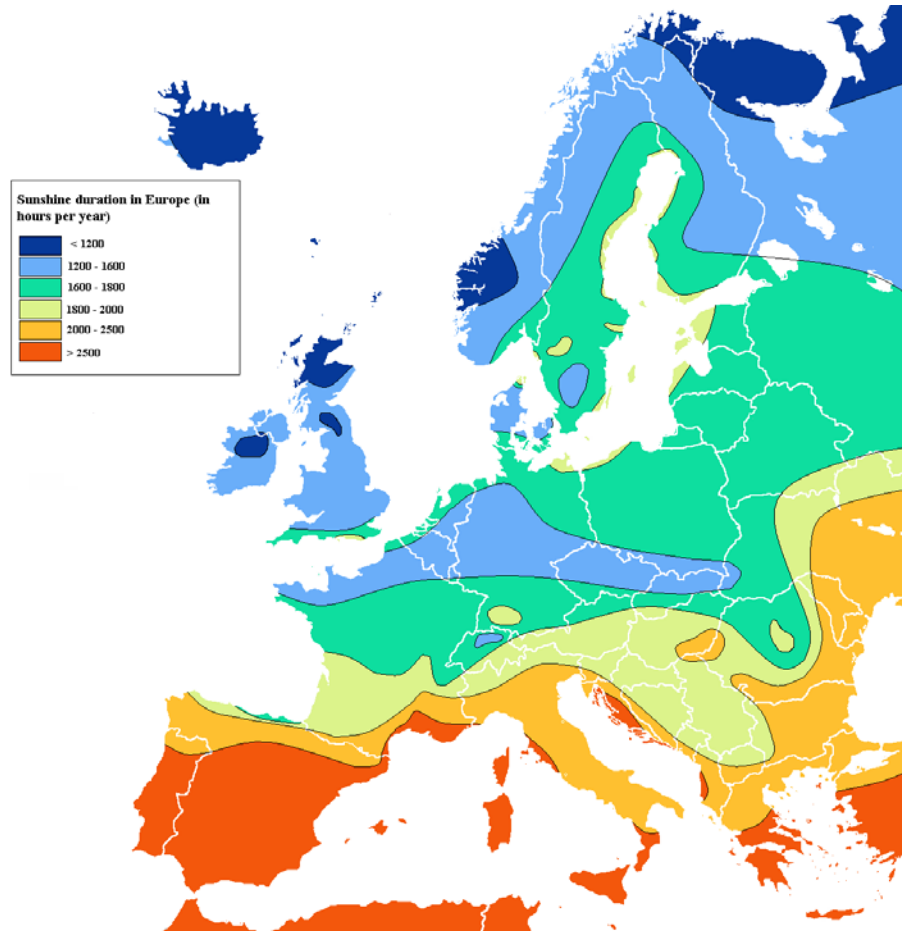 Sunshine duration in Europe (in
hours per year)
< 1200
1200 - 1600
1600 - 1800
1800 - 2000
2000 - 2500
> 2500